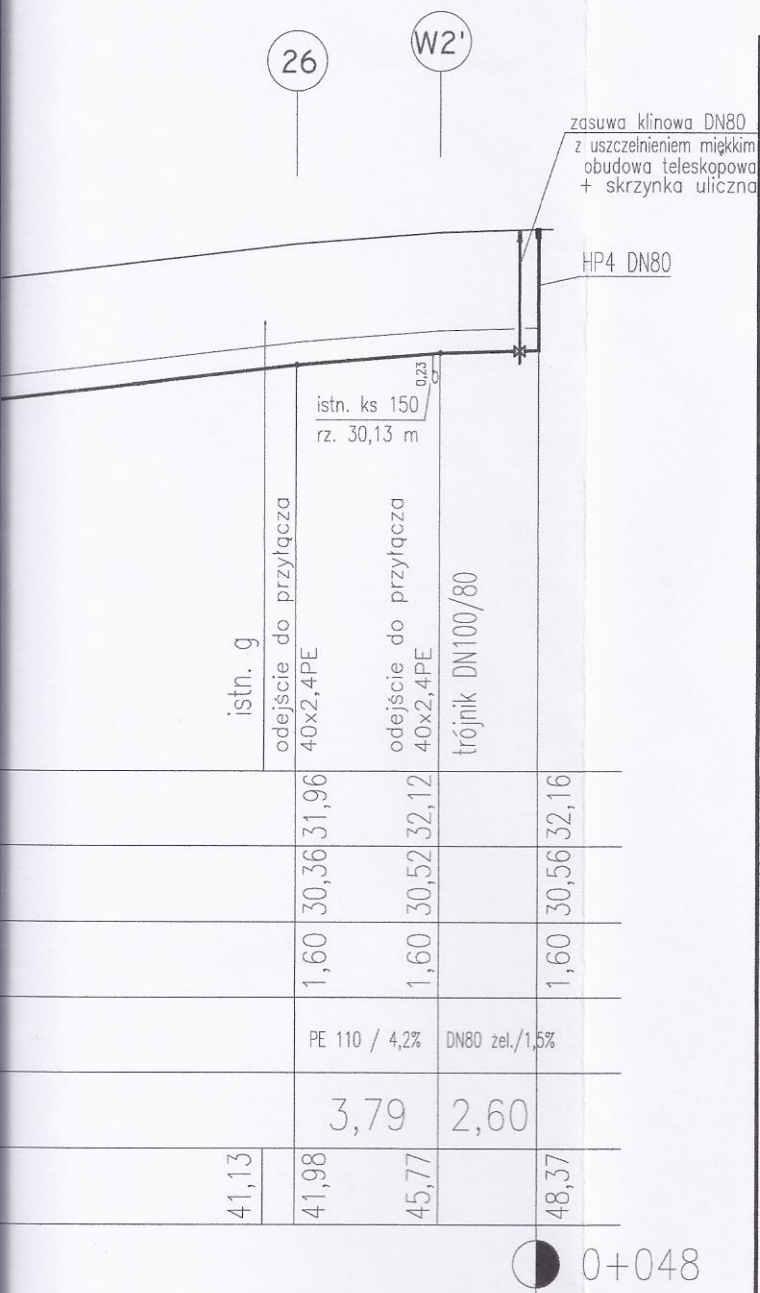 26
W2'
zasuwa klinowa DN80
z uszczelnieniem miękkim
obudowa teleskopowa
+ skrzynka uliczna
HP4 DN80
0,23
istn. ks 150
rz. 30,13 m
istn. g
odejście do przyłącza
40x2,4PE
odejście do przyłącza
40x2,4PE
trójnik DN100/80
31,96
32,12
32,16
30,36
30,52
30,56
1,60
1,60
1,60
PE 110 / 4,2%
DN80 żel./1,5%
3,79
2,60
41,13
41,98
45,77
48,37
0+048